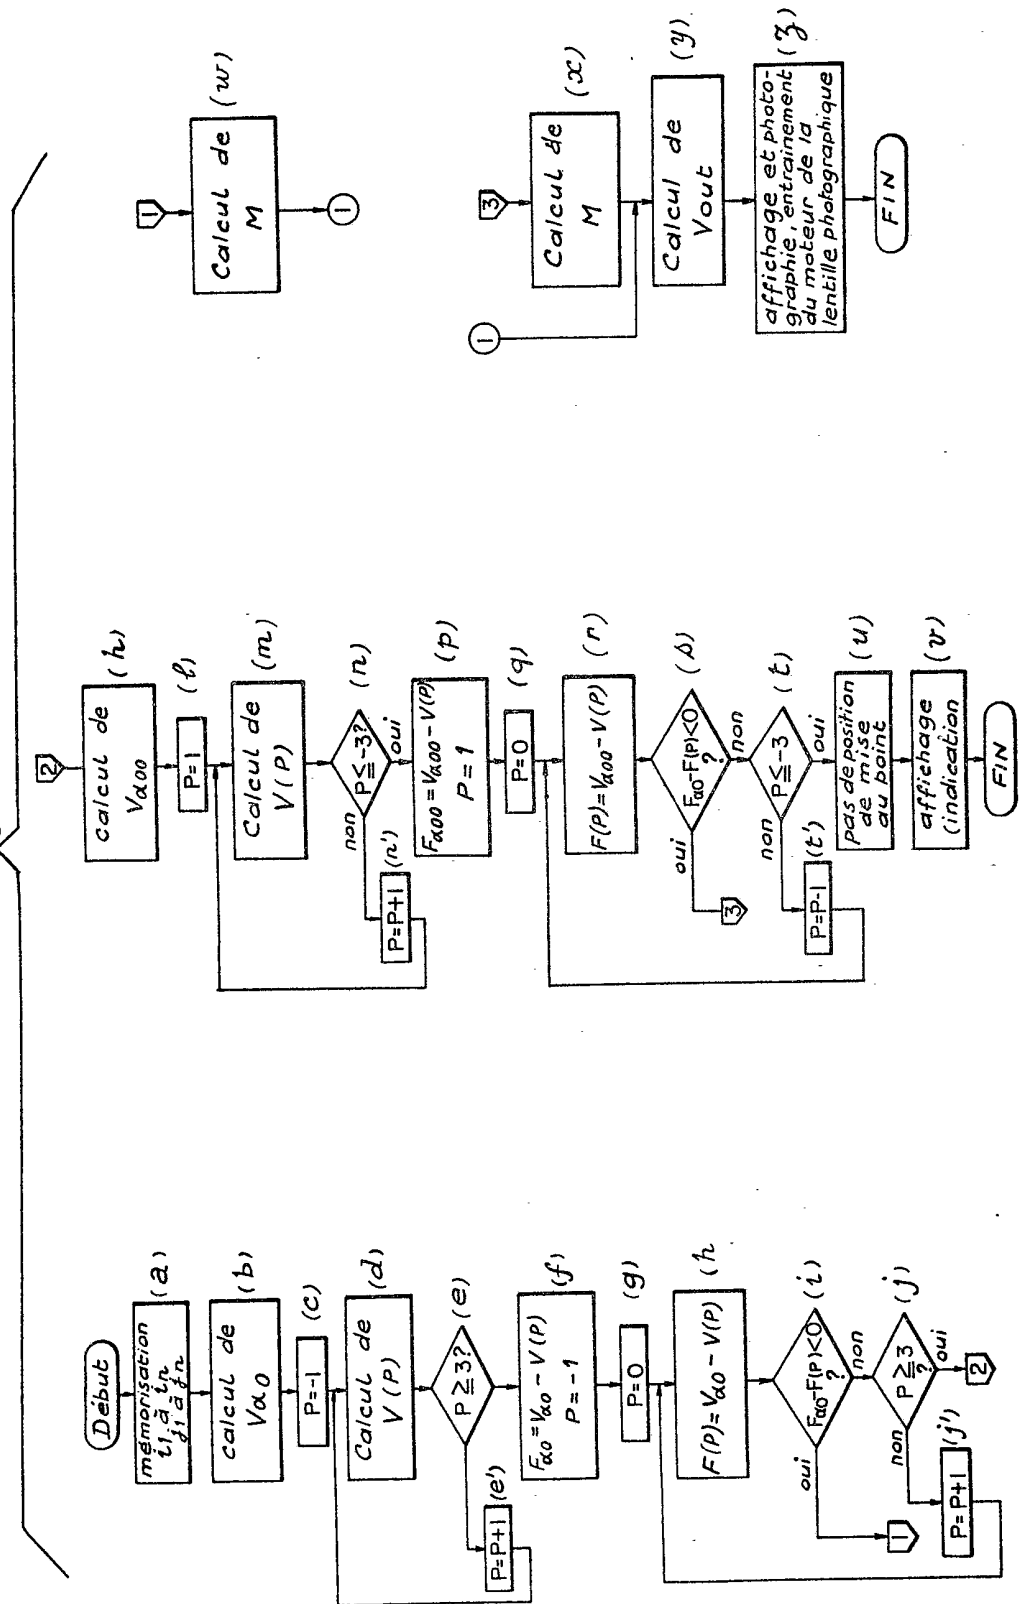 Début
mémorisation
i1 à in
j1 à jn
(a)
calcul de
Vα0
(b)
P=-1
(c)
Calcul de
V(P)
(d)
P≧3?
(e)
P=P+1
(e')
Fα0=Vα0-V(P)
P=-1
(f)
P=0
(g)
F(P)=Vα0-V(P)
(h
Fα0-F(P)<0
?
(i)
oui
non
1
P≧3
?
(j)
non
oui
P=P+1
(j')
2
2
calcul de
Vα00
(h)
P=1
(l)
Calcul de
V(P)
(m)
P≦-3?
(n)
non
oui
P=P+1
(n')
Fα00=Vα00-V(P)
P=1
(p)
P=0
(q)
F(P)=Vα00-V(P)
(r)
Fα0-F(P)<0
?
(s)
oui
non
3
P≦-3
?
(t)
non
oui
P=P-1
(t')
pas de position
de mise
au point
(u)
affichage
(indication)
(v)
FIN
1
Calcul de
M
(w)
1
3
Calcul de
M
(x)
1
Calcul de
Vout
(y)
affichage et photo-
graphie, entrainement
du moteur de la
lentille photographique
(z)
FIN